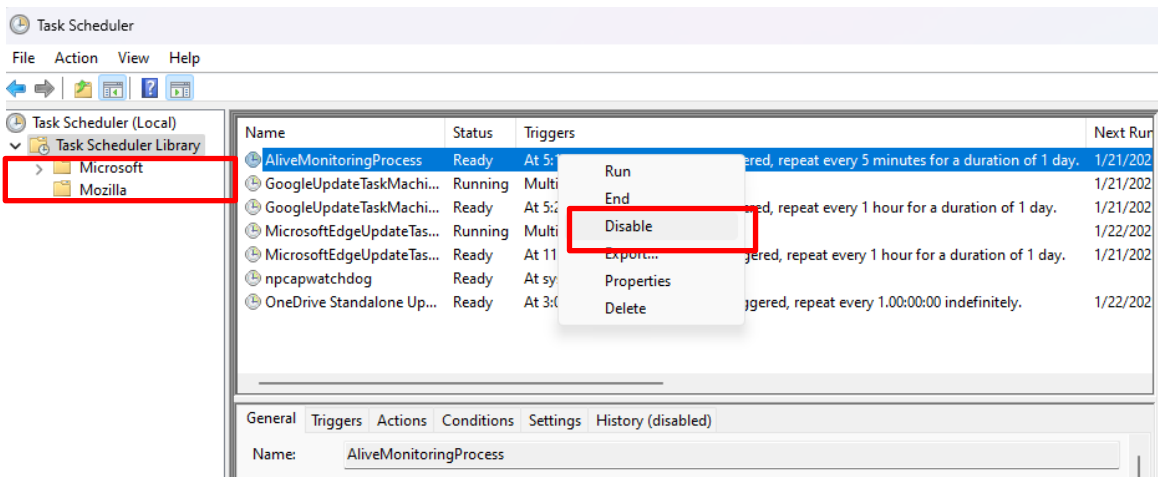 Task Scheduler
File Action View Help
Task Scheduler (Local)
Task Scheduler Library
Microsoft
Mozilla
Name Status Triggers Next Run
AliveMonitoringProcess Ready At 5:1 ered, repeat every 5 minutes for a duration of 1 day. 1/21/202
GoogleUpdateTaskMachi... Running Multi 1/21/202
GoogleUpdateTaskMachi... Ready At 5:2 ered, repeat every 1 hour for a duration of 1 day. 1/21/202
MicrosoftEdgeUpdateTas... Running Multi 1/22/202
MicrosoftEdgeUpdateTas... Ready At 11 gered, repeat every 1 hour for a duration of 1 day. 1/21/202
npcapwatchdog Ready At sy
OneDrive Standalone Up... Ready At 3:0 ggered, repeat every 1.00:00:00 indefinitely. 1/22/202
Run
End
Disable
Export...
Properties
Delete
General Triggers Actions Conditions Settings History (disabled)
Name: AliveMonitoringProcess